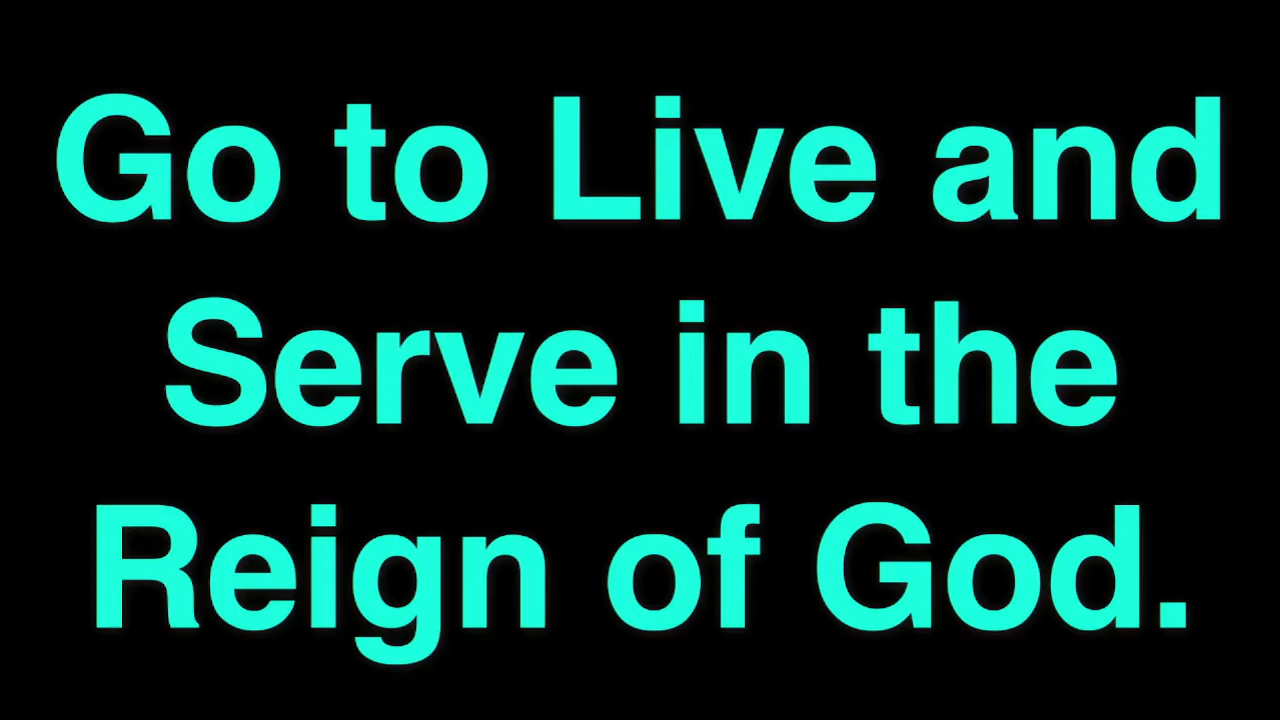 Go to Live and
Serve in the
Reign of God.